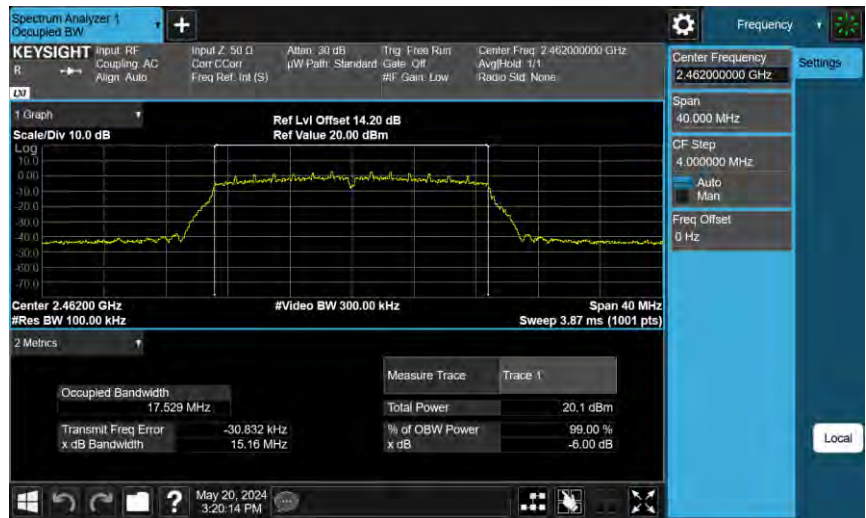 Spectrum Analyzer 1
Occupied BW
Frequency
KEYSIGHT Input: RF Input Z: 50 Ω Atten: 30 dB Trig: Free Run Center Freq: 2.462000000 GHz
R Coupling: AC Corr CCorr µW Path: Standard Gate: Off Avg|Hold: 1/1
Align: Auto Freq Ref: Int (S) #IF Gain: Low Radio Std: None
LXI
Center Frequency
2.462000000 GHz
Settings
Span
40.000 MHz
CF Step
4.000000 MHz
Auto
Man
Freq Offset
0 Hz
1 Graph
Scale/Div 10.0 dB
Ref Lvl Offset 14.20 dB
Ref Value 20.00 dBm
Log
10.0
0.00
-10.0
-20.0
-30.0
-40.0
-50.0
-60.0
-70.0
Center 2.46200 GHz #Video BW 300.00 kHz Span 40 MHz
#Res BW 100.00 kHz Sweep 3.87 ms (1001 pts)
2 Metrics
Measure Trace Trace 1
Occupied Bandwidth
17.529 MHz Total Power 20.1 dBm
Transmit Freq Error -30.832 kHz % of OBW Power 99.00 %
x dB Bandwidth 15.16 MHz x dB -6.00 dB
Local
? May 20, 2024
3:20:14 PM